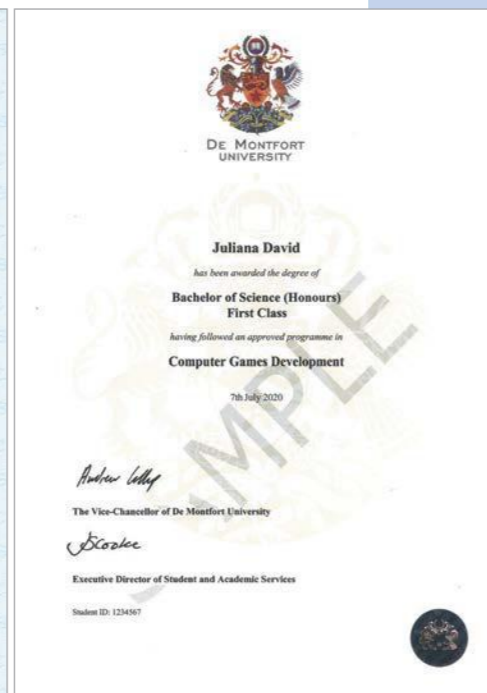 DE MONTFORT
UNIVERSITY
Juliana David
has been awarded the degree of
Bachelor of Science (Honours)
First Class
having followed an approved programme in
Computer Games Development
7th July 2020
SAMPLE
The Vice-Chancellor of De Montfort University
Executive Director of Student and Academic Services
Student ID: 1234567